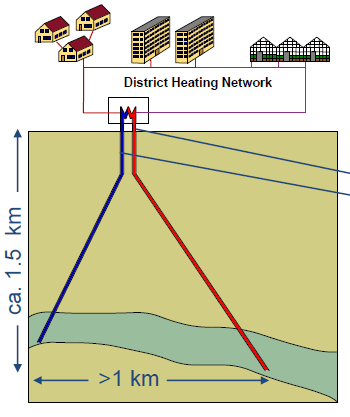 District Heating Network
ca. 1.5 km
>1 km